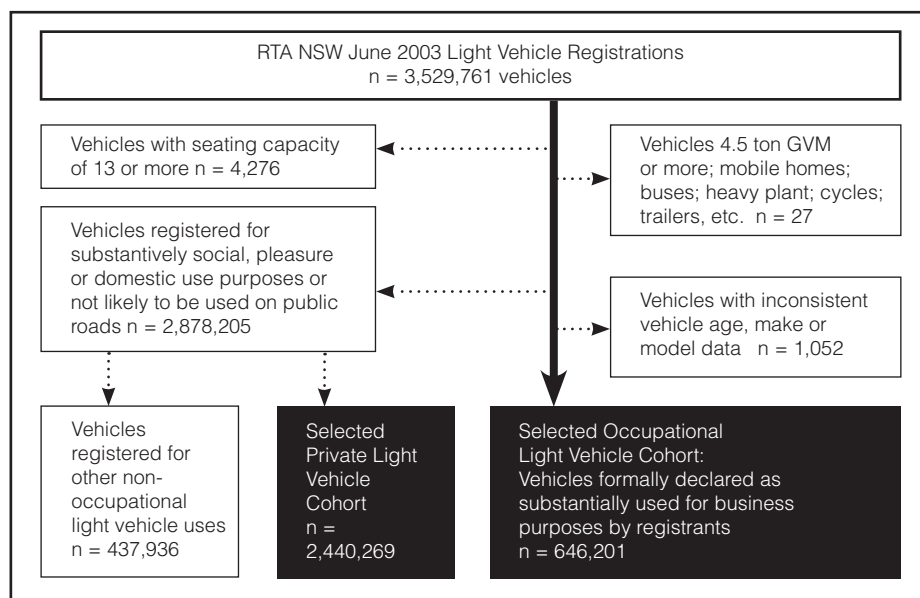 RTA NSW June 2003 Light Vehicle Registrations
n = 3,529,761 vehicles
Vehicles with seating capacity
of 13 or more n = 4,276
Vehicles 4.5 ton GVM
or more; mobile homes;
buses; heavy plant; cycles;
trailers, etc. n = 27
Vehicles registered for
substantively social, pleasure
or domestic use purposes or
not likely to be used on public
roads n = 2,878,205
Vehicles with inconsistent
vehicle age, make or
model data n = 1,052
Vehicles
registered for
other non-
occupational
light vehicle uses
n = 437,936
Selected
Private Light
Vehicle
Cohort
n =
2,440,269
Selected Occupational
Light Vehicle Cohort:
Vehicles formally declared as
substantially used for business
purposes by registrants
n = 646,201